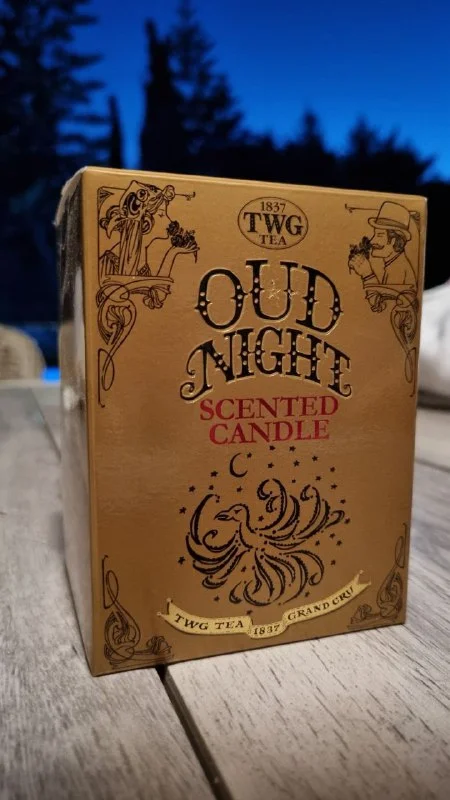 1837
TWG
TEA
OUD
NIGHT
SCENTED
CANDLE
TWG TEA 1837 GRAND CRU